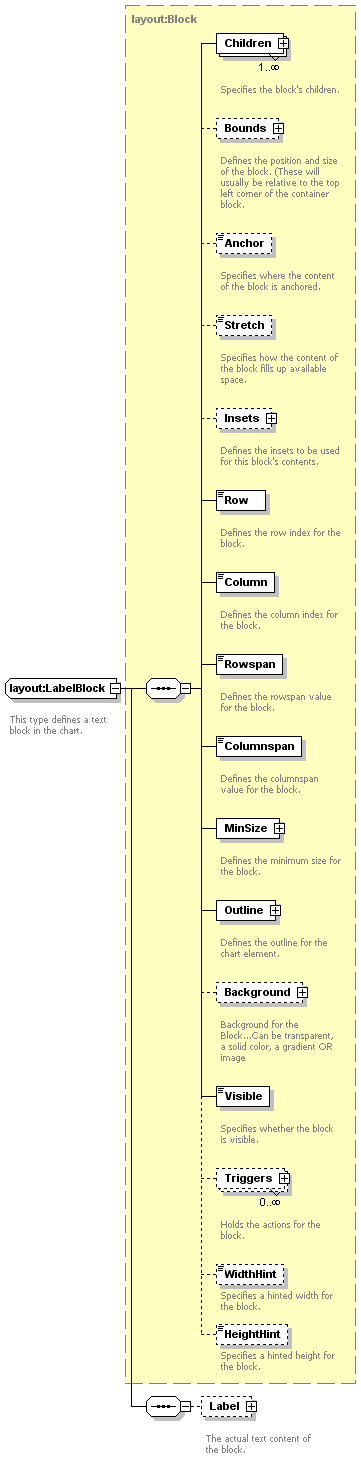 layout:Block
Children
1..∞
Specifies the block's children.
Bounds
Defines the position and size
of the block. (These will
usually be relative to the top
left corner of the container
block.
Anchor
Specifies where the content
of the block is anchored.
Stretch
Specifies how the content of
the block fills up available
space.
Insets
Defines the insets to be used
for this block's contents.
Row
Defines the row index for the
block.
Column
Defines the column index for
the block.
Rowspan
Defines the rowspan value
for the block.
layout:LabelBlock
This type defines a text
block in the chart.
Columnspan
Defines the columnspan
value for the block.
MinSize
Defines the minimum size for
the block.
Outline
Defines the outline for the
chart element.
Background
Background for the
Block...Can be transparent,
a solid color, a gradient OR
image
Visible
Specifies whether the block
is visible.
Triggers
0..∞
Holds the actions for the
block.
WidthHint
Specifies a hinted width for
the block.
HeightHint
Specifies a hinted height for
the block.
Label
The actual text content of
the block.